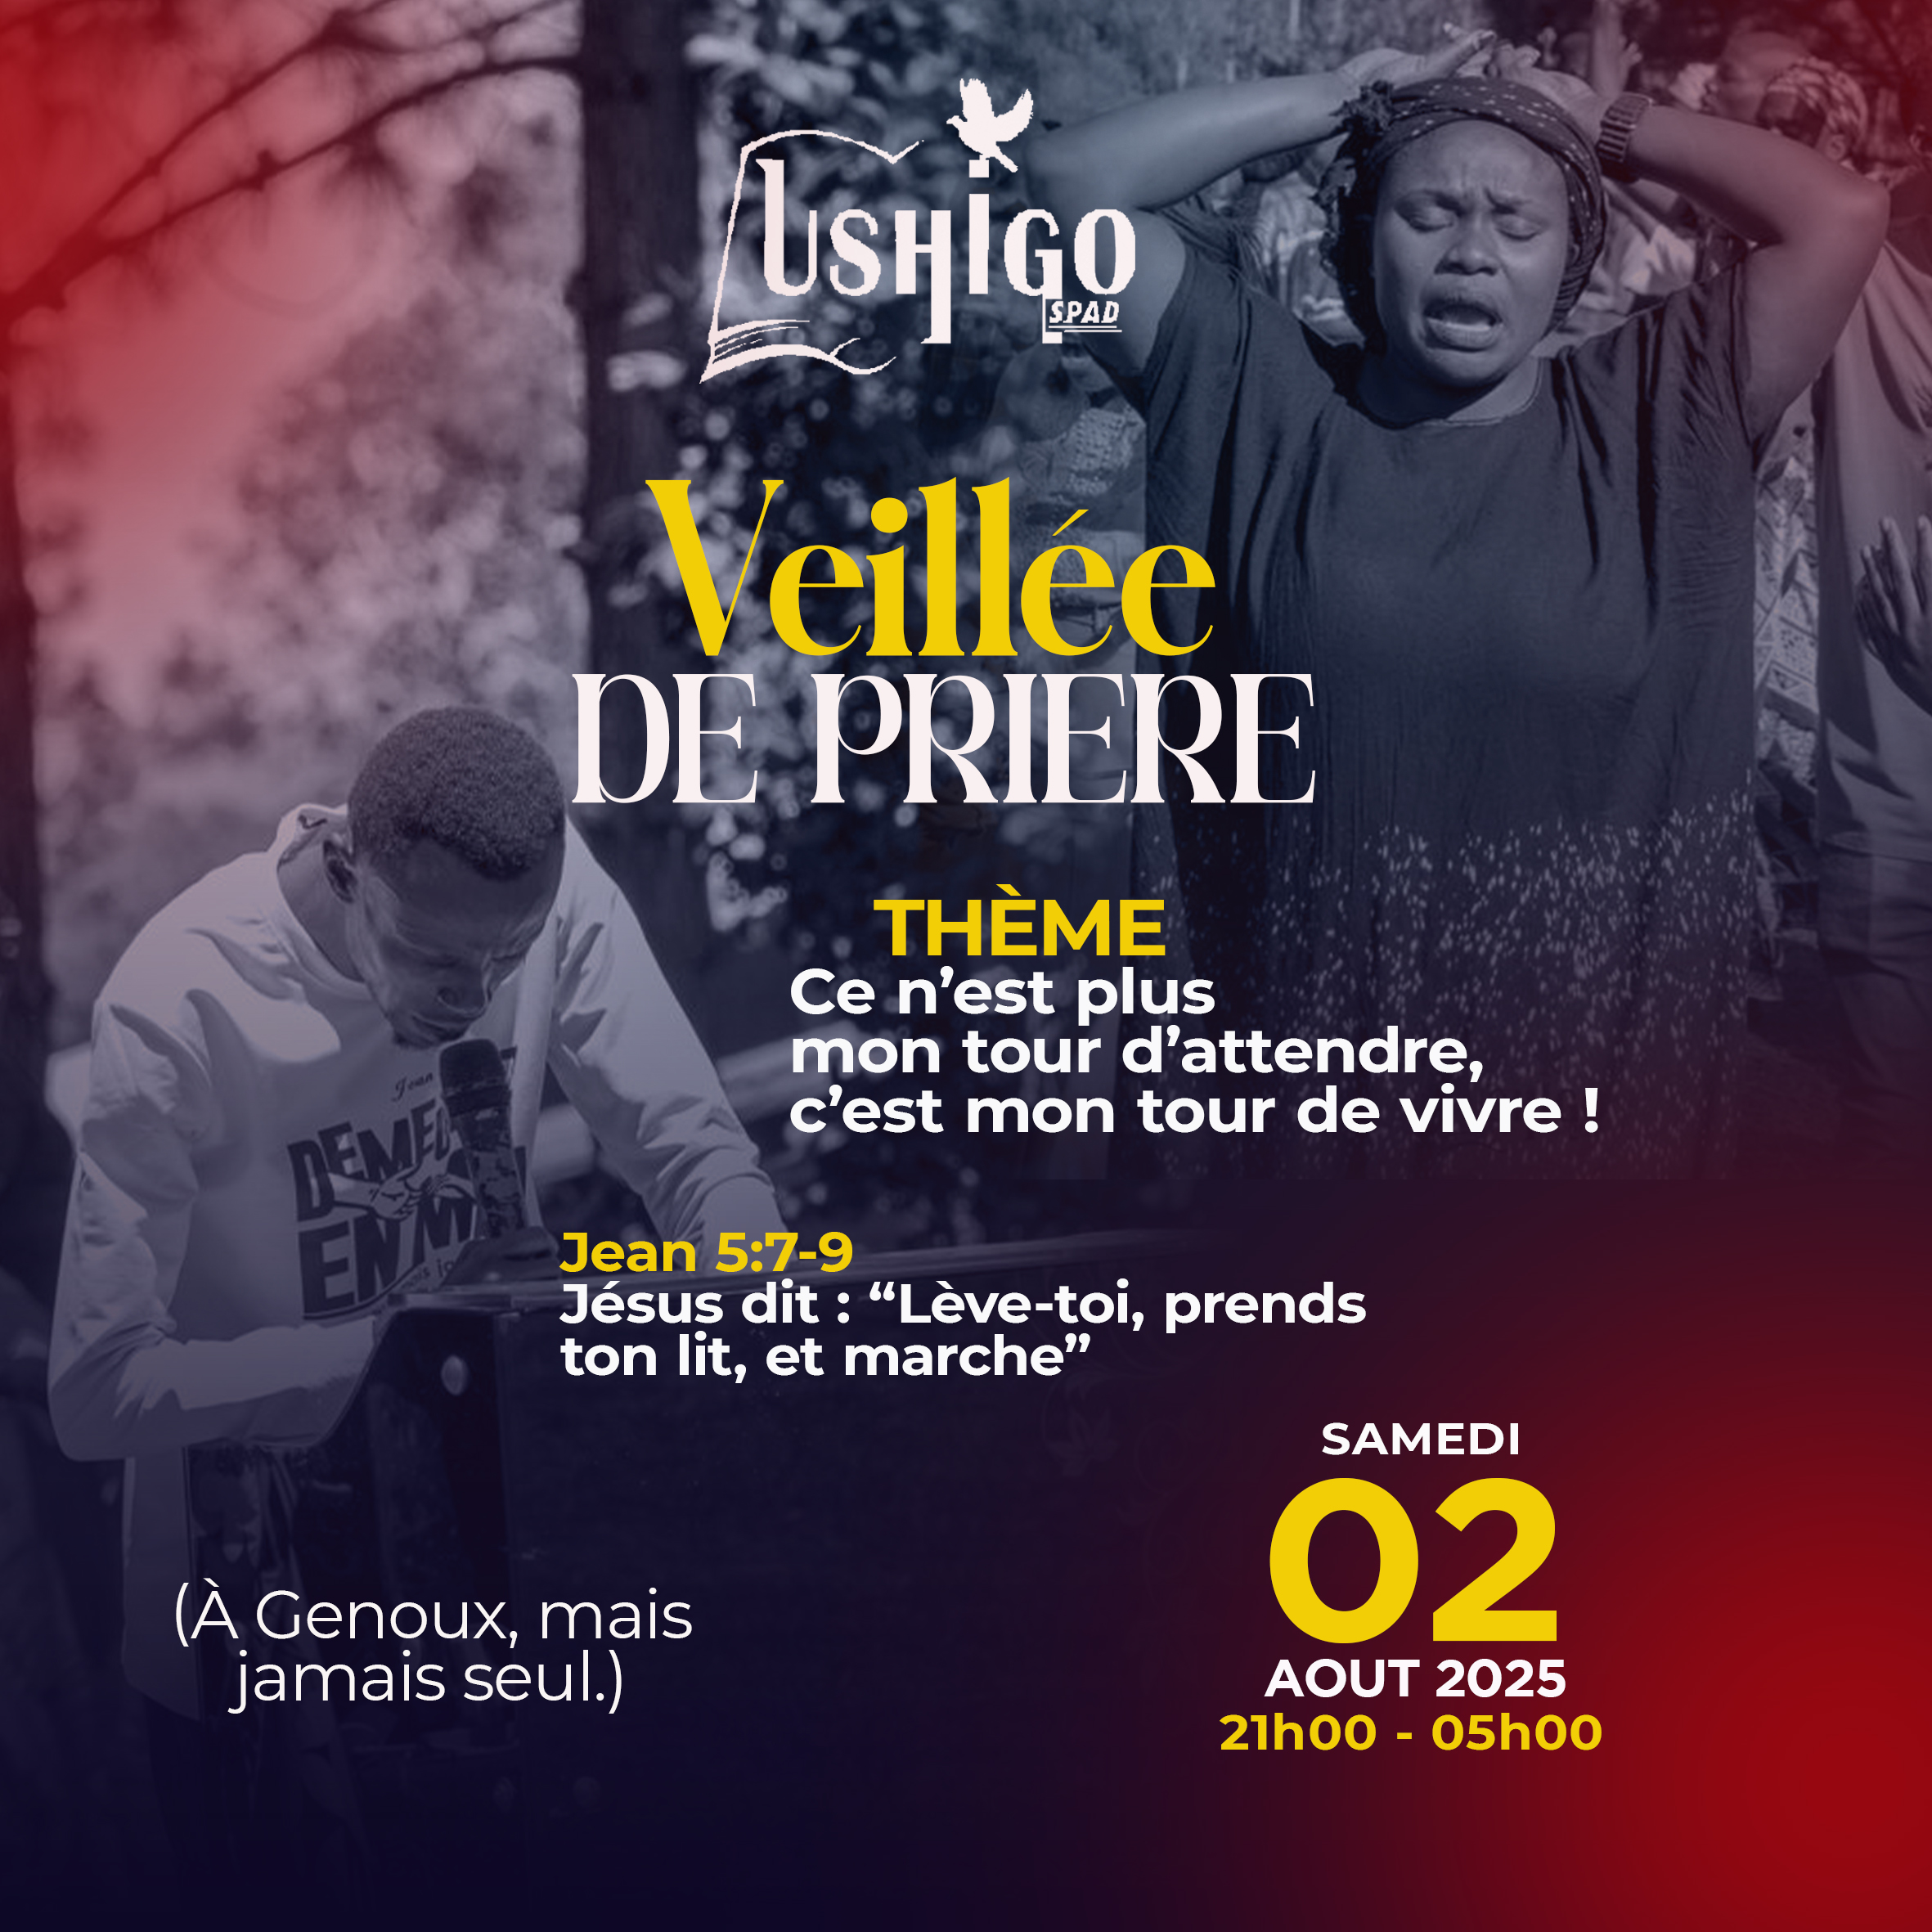 USHIGO
SPAD
Veillée
DE PRIERE
THÈME
Ce n’est plus
mon tour d’attendre,
c’est mon tour de vivre !
Jean
Jean 5:7-9
Jésus dit : “Lève-toi, prends
ton lit, et marche”
SAMEDI
02
AOUT 2025
21h00 - 05h00
(À Genoux, mais
jamais seul.)